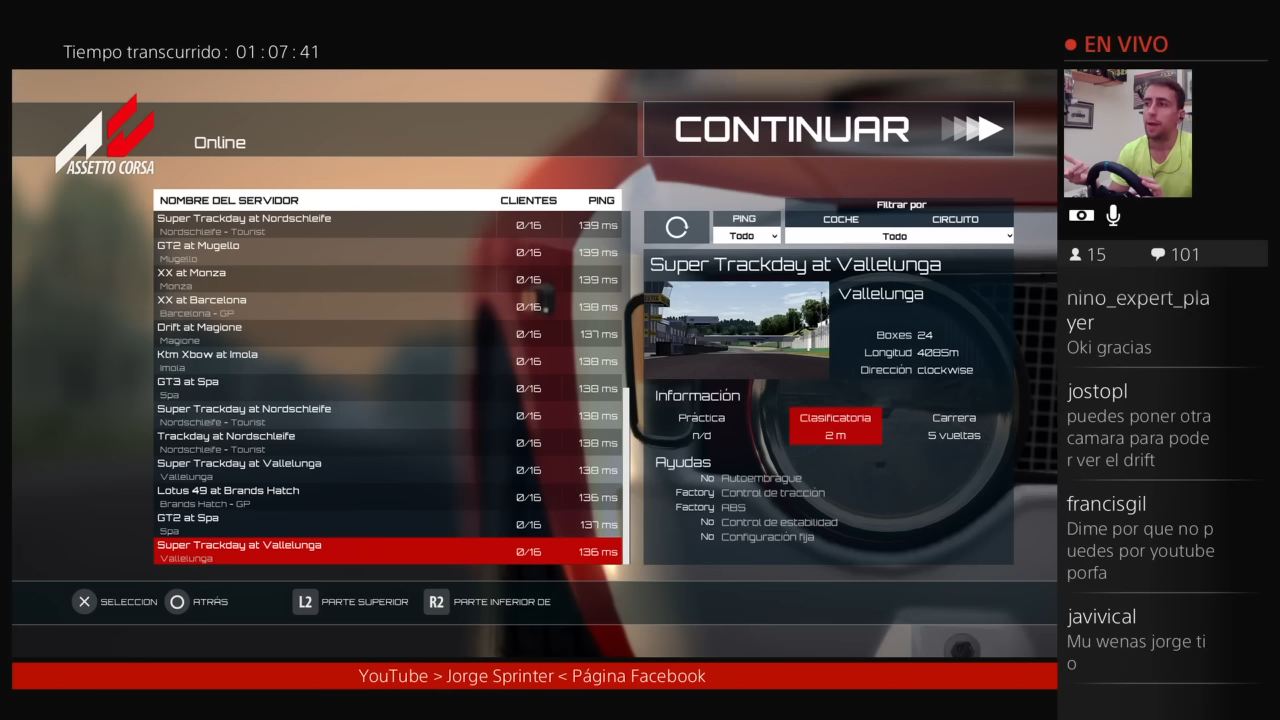 Tiempo transcurrido : 01 : 07 : 41
EN VIVO
ASSETTO CORSA
Online
CONTINUAR
NOMBRE DEL SERVIDOR CLIENTES PING
Super Trackday at Nordschleife 0/16 139 ms
Nordschleife - Tourist
GT2 at Mugello 0/16 139 ms
Mugello
XX at Monza 0/16 139 ms
Monza
XX at Barcelona 0/16 138 ms
Barcelona - GP
Drift at Magione 0/16 137 ms
Magione
Ktm Xbow at Imola 0/16 138 ms
Imola
GT3 at Spa 0/16 138 ms
Spa
Super Trackday at Nordschleife 0/16 138 ms
Nordschleife - Tourist
Trackday at Nordschleife 0/16 138 ms
Nordschleife - Tourist
Super Trackday at Vallelunga 0/16 138 ms
Vallelunga
Lotus 49 at Brands Hatch 0/16 136 ms
Brands Hatch - GP
GT2 at Spa 0/16 137 ms
Spa
Super Trackday at Vallelunga 0/16 136 ms
Vallelunga
Filtrar por
PING COCHE CIRCUITO
Todo Todo
Super Trackday at Vallelunga
Vallelunga
Boxes 24
Longitud 4085m
Dirección clockwise
Información
Práctica Clasificatoria Carrera
n/d 2 m 5 vueltas
Ayudas
No Autoembrague
Factory Control de tracción
Factory ABS
No Control de estabilidad
No Configuración fija
SELECCION ATRÁS L2 PARTE SUPERIOR R2 PARTE INFERIOR DE
YouTube > Jorge Sprinter < Página Facebook
15 101
nino_expert_pla
yer
Oki gracias
jostopl
puedes poner otra
camara para pode
r ver el drift
francisgil
Dime por que no p
uedes por youtube
porfa
javivical
Mu wenas jorge ti
o